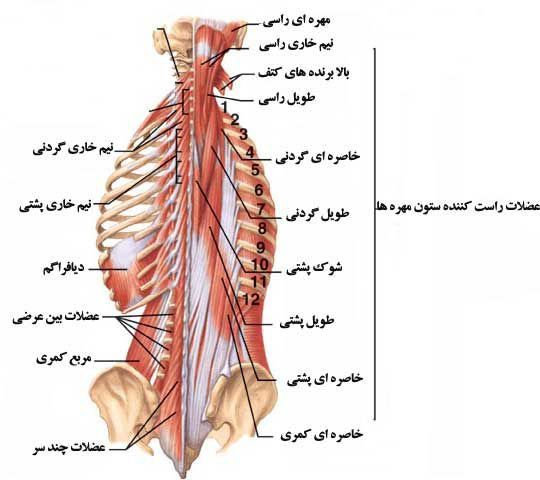 مهره ای راسی
نیم خاری راسی
بالا برنده های کتف
طویل راسی
1
2
3
4
5
6
7
8
9
10
11
12
خاصره ای گردنی
طویل گردنی
شوک پشتی
طویل پشتی
خاصره ای پشتی
خاصره ای کمری
عضلات راست کننده ستون مهره ها
نیم خاری گردنی
نیم خاری پشتی
دیافراگم
عضلات بین عرضی
مربع کمری
عضلات چند سر